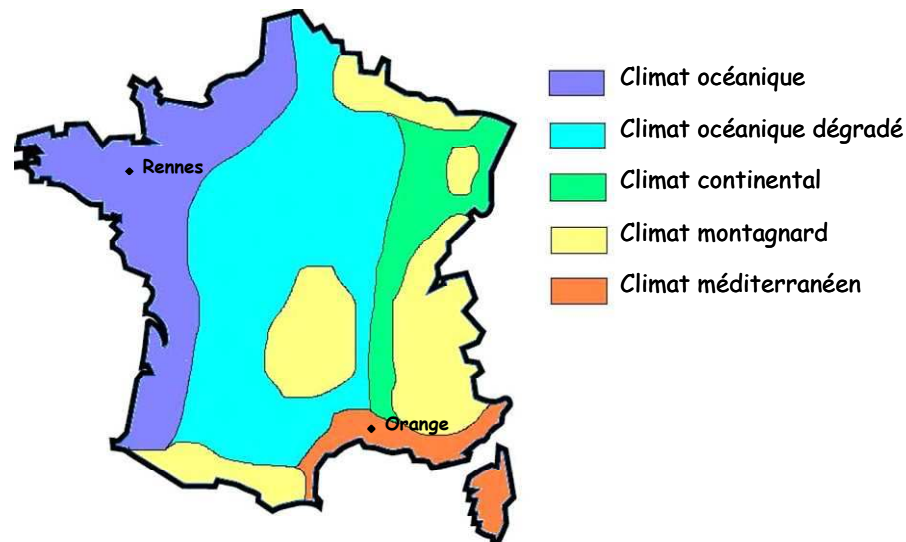 Climat océanique
Climat océanique dégradé
Rennes
Climat continental
Climat montagnard
Climat méditerranéen
Orange